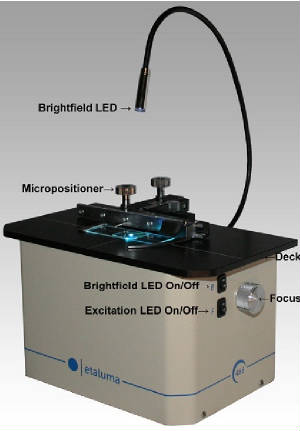 Brightfield LED →
Micropositioner→
←Deck
Brightfield LED On/Off→
←Focus
Excitation LED On/Off→
etaluma